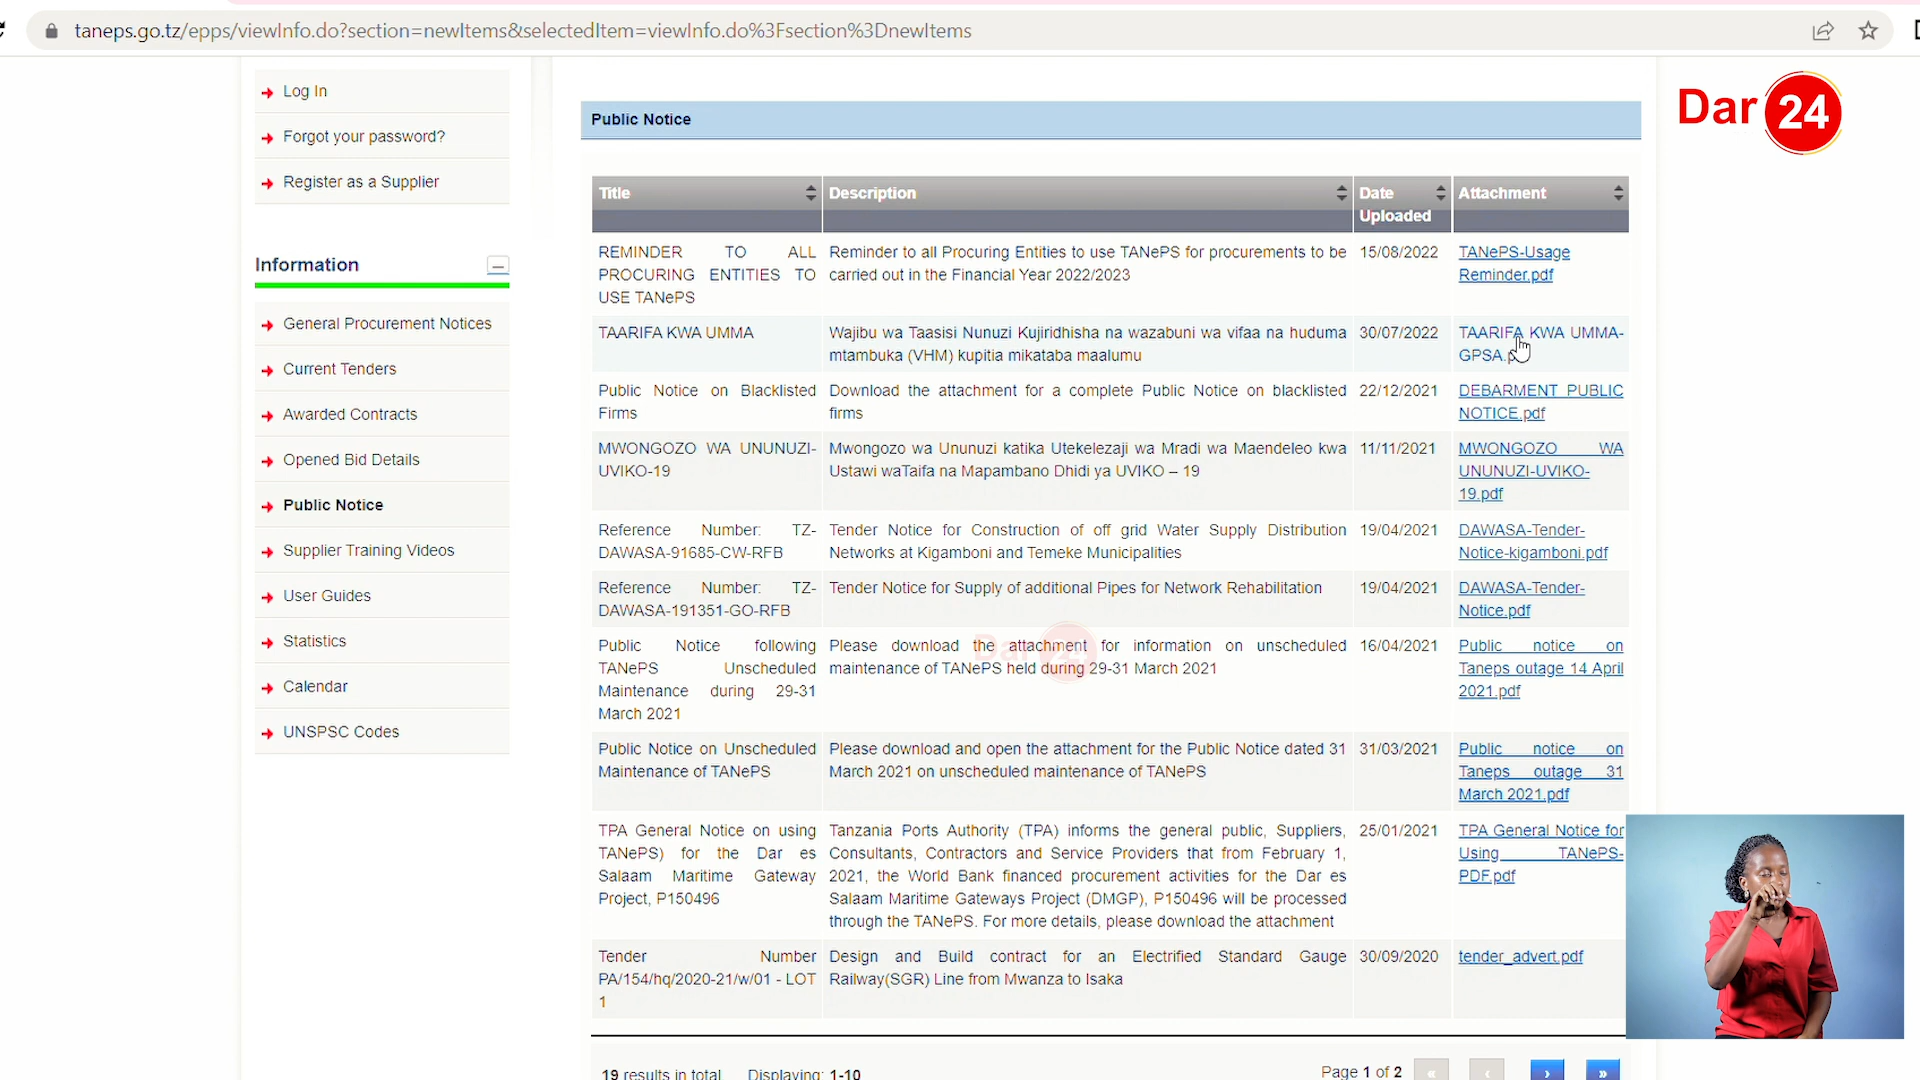 taneps.go.tz/epps/viewInfo.do?section=newItems&selectedItem=viewInfo.do%3Fsection%3DnewItems
Dar 24
Log In
Forgot your password?
Register as a Supplier
Information
General Procurement Notices
Current Tenders
Awarded Contracts
Opened Bid Details
Public Notice
Supplier Training Videos
User Guides
Statistics
Calendar
UNSPSC Codes
Public Notice
Title Description Date Attachment
Uploaded
REMINDER TO ALL Reminder to all Procuring Entities to use TANePS for procurements to be 15/08/2022 TANePS-Usage
PROCURING ENTITIES TO carried out in the Financial Year 2022/2023 Reminder.pdf
USE TANePS
TAARIFA KWA UMMA Wajibu wa Taasisi Nunuzi Kujiridhisha na wazabuni wa vifaa na huduma 30/07/2022 TAARIFA KWA UMMA-
mtambuka (VHM) kupitia mikataba maalumu GPSA.
Public Notice on Blacklisted Download the attachment for a complete Public Notice on blacklisted 22/12/2021 DEBARMENT PUBLIC
Firms firms NOTICE.pdf
MWONGOZO WA UNUNUZI- Mwongozo wa Ununuzi katika Utekelezaji wa Mradi wa Maendeleo kwa 11/11/2021 MWONGOZO WA
UVIKO-19 Ustawi waTaifa na Mapambano Dhidi ya UVIKO – 19 UNUNUZI-UVIKO-
19.pdf
Reference Number: TZ- Tender Notice for Construction of off grid Water Supply Distribution 19/04/2021 DAWASA-Tender-
DAWASA-91685-CW-RFB Networks at Kigamboni and Temeke Municipalities Notice-kigamboni.pdf
Reference Number: TZ- Tender Notice for Supply of additional Pipes for Network Rehabilitation 19/04/2021 DAWASA-Tender-
DAWASA-191351-GO-RFB Notice.pdf
Public Notice following Please download the attachment for information on unscheduled 16/04/2021 Public notice on
TANePS Unscheduled maintenance of TANePS held during 29-31 March 2021 Taneps outage 14 April
Maintenance during 29-31 2021.pdf
March 2021
Public Notice on Unscheduled Please download and open the attachment for the Public Notice dated 31 31/03/2021 Public notice on
Maintenance of TANePS March 2021 on unscheduled maintenance of TANePS Taneps outage 31
March 2021.pdf
TPA General Notice on using Tanzania Ports Authority (TPA) informs the general public, Suppliers, 25/01/2021 TPA General Notice for
TANePS) for the Dar es Consultants, Contractors and Service Providers that from February 1, Using TANePS-
Salaam Maritime Gateway 2021, the World Bank financed procurement activities for the Dar es PDF.pdf
Project, P150496 Salaam Maritime Gateways Project (DMGP), P150496 will be processed
through the TANePS. For more details, please download the attachment
Tender Number Design and Build contract for an Electrified Standard Gauge 30/09/2020 tender_advert.pdf
PA/154/hq/2020-21/w/01 - LOT Railway(SGR) Line from Mwanza to Isaka
1
Dar 24
19 results in total Displaying: 1-10 Page 1 of 2 « ‹ › »